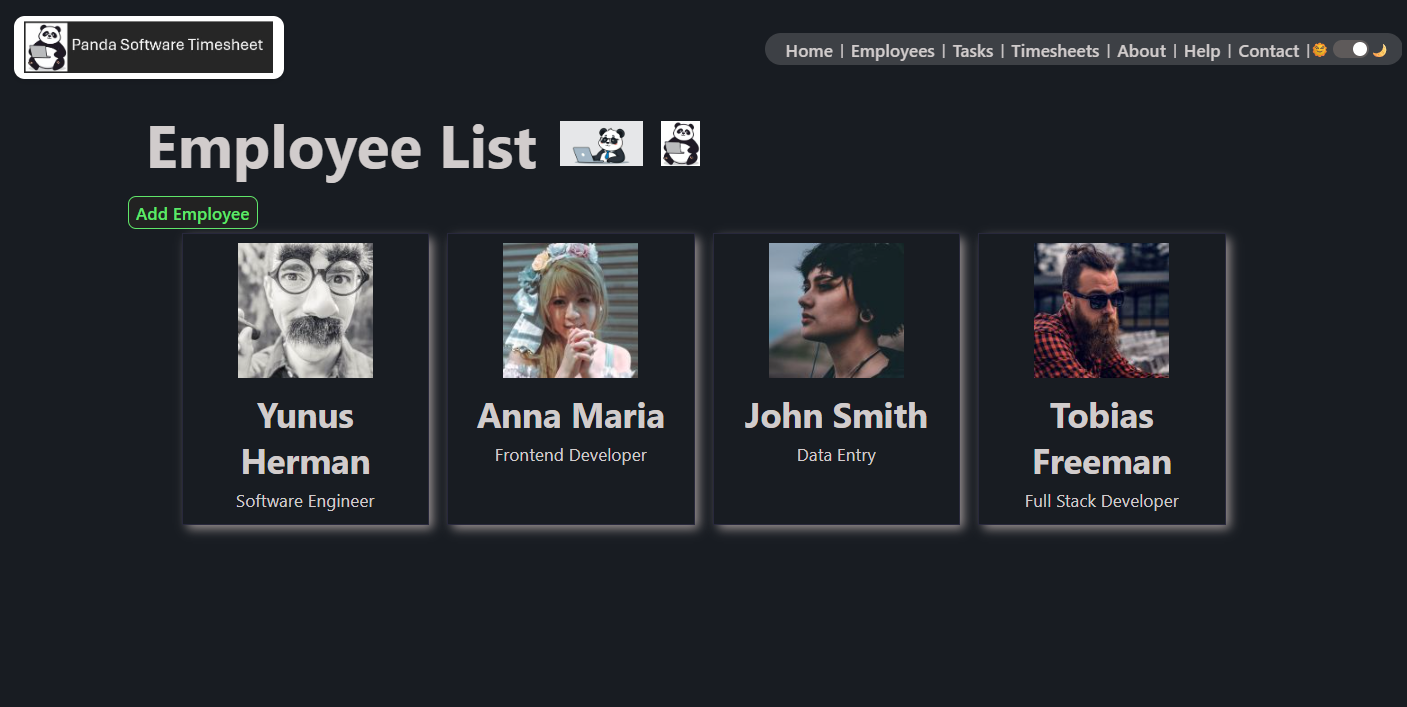 Panda Software Timesheet
Home | Employees | Tasks | Timesheets | About | Help | Contact |
Employee List
Add Employee
Yunus
Herman
Software Engineer
Anna Maria
Frontend Developer
John Smith
Data Entry
Tobias
Freeman
Full Stack Developer